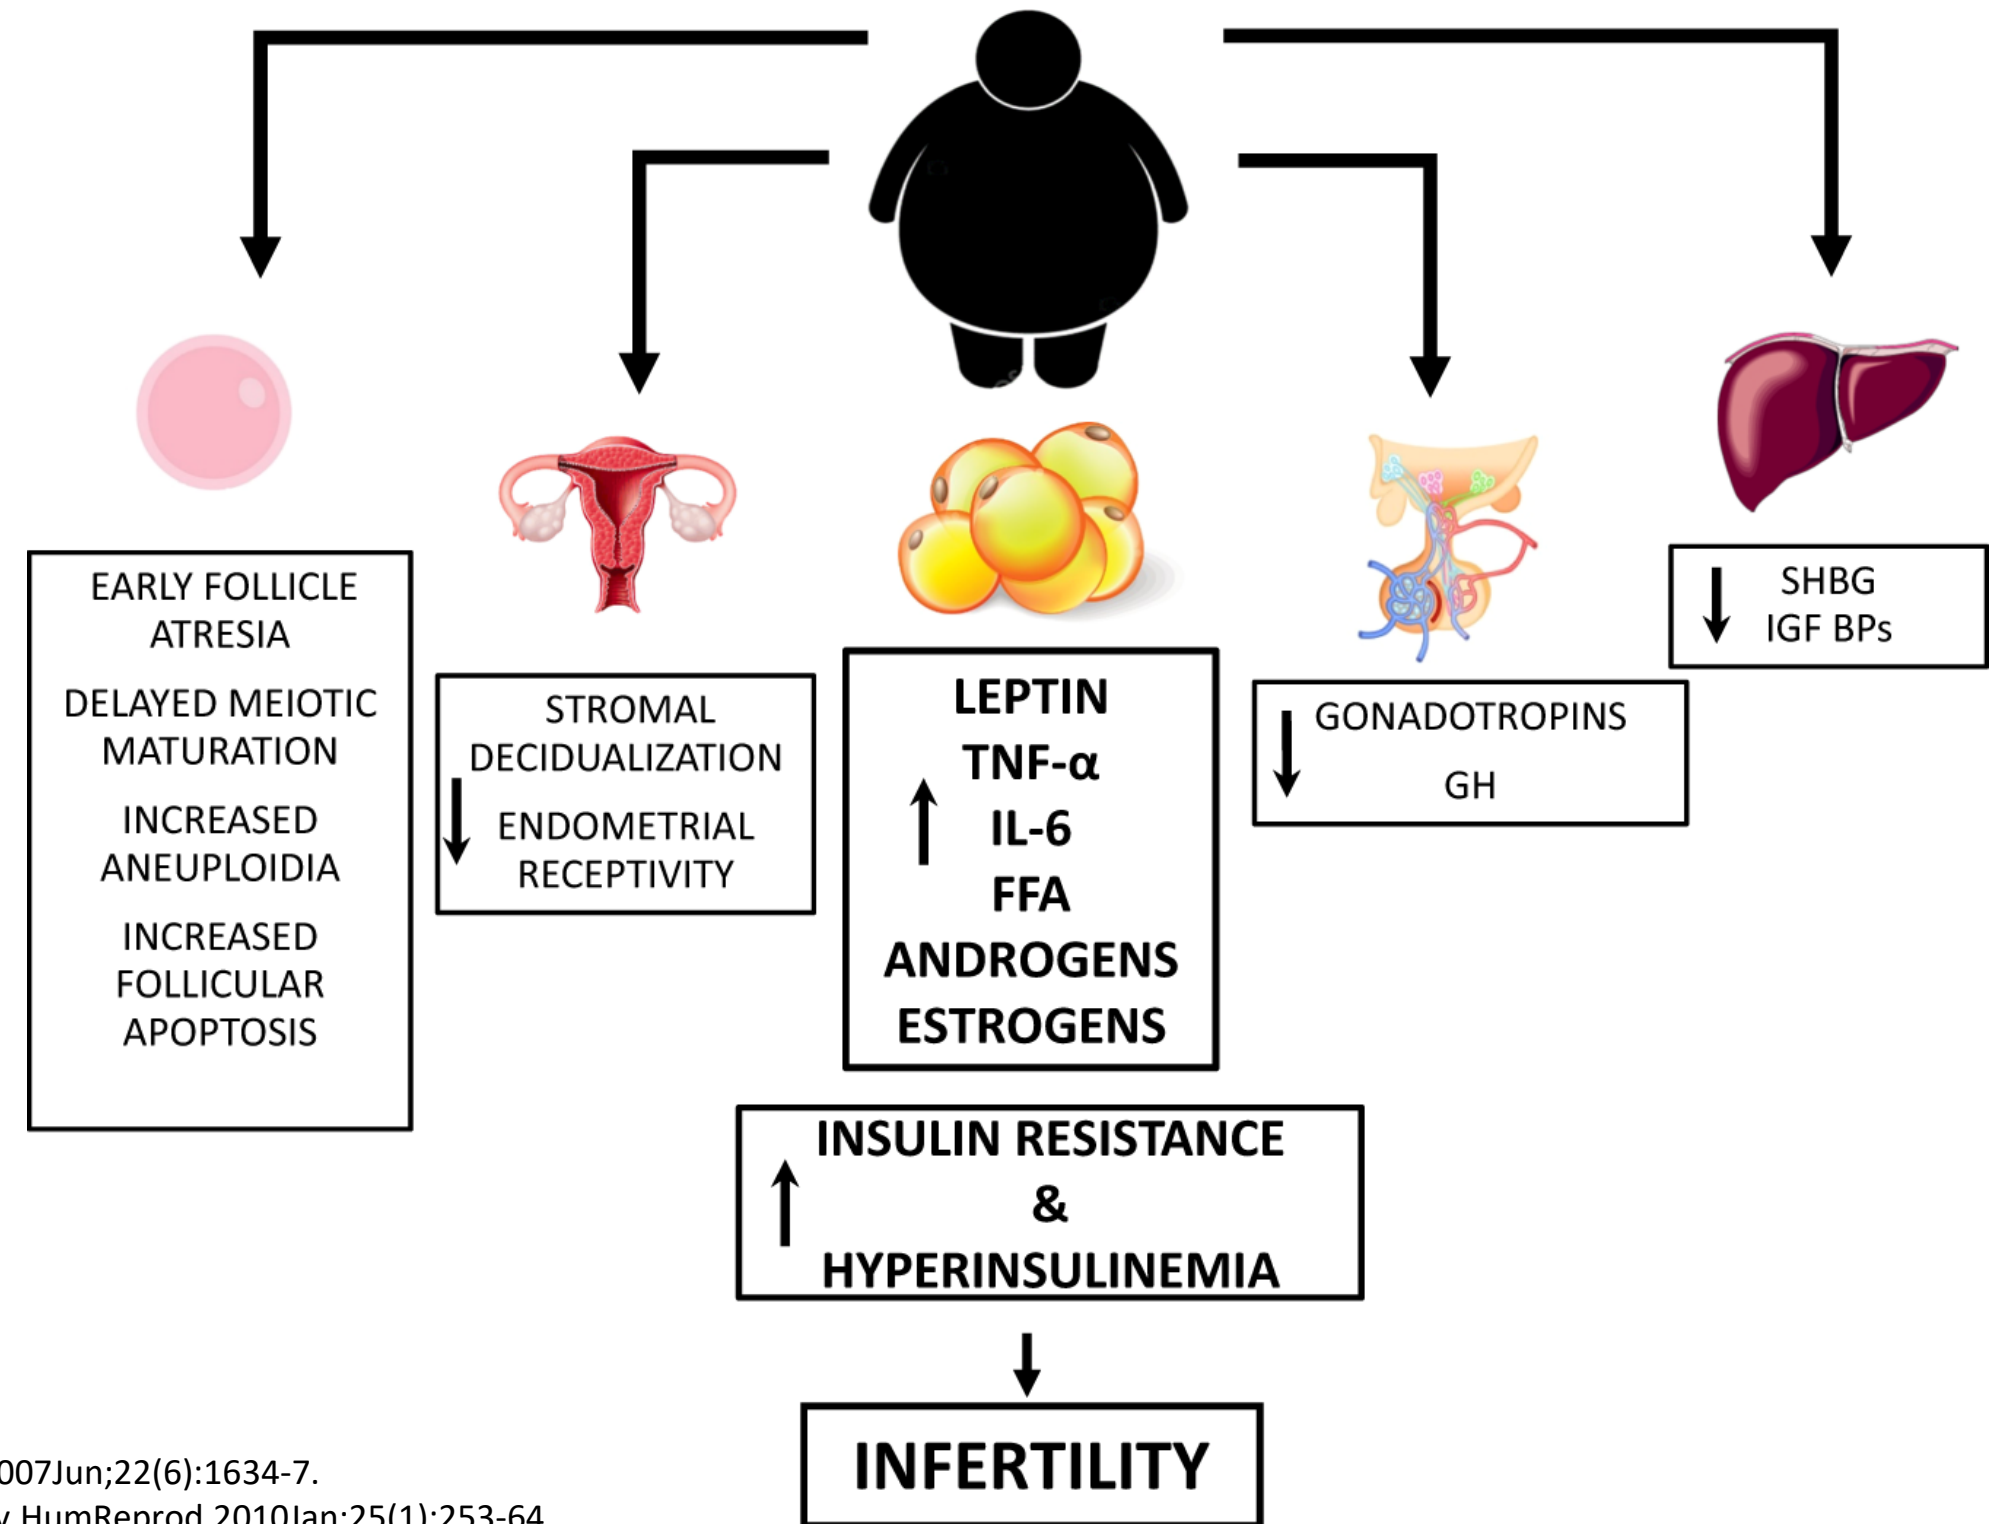 EARLY FOLLICLE
ATRESIA
DELAYED MEIOTIC
MATURATION
INCREASED
ANEUPLOIDIA
INCREASED
FOLLICULAR
APOPTOSIS
STROMAL
DECIDUALIZATION
ENDOMETRIAL
RECEPTIVITY
LEPTIN
TNF-α
IL-6
FFA
ANDROGENS
ESTROGENS
GONADOTROPINS
GH
SHBG
IGF BPs
INSULIN RESISTANCE
&
HYPERINSULINEMIA
INFERTILITY
007Jun;22(6):1634-7.
HumReprod 2010Jan;25(1):253-64